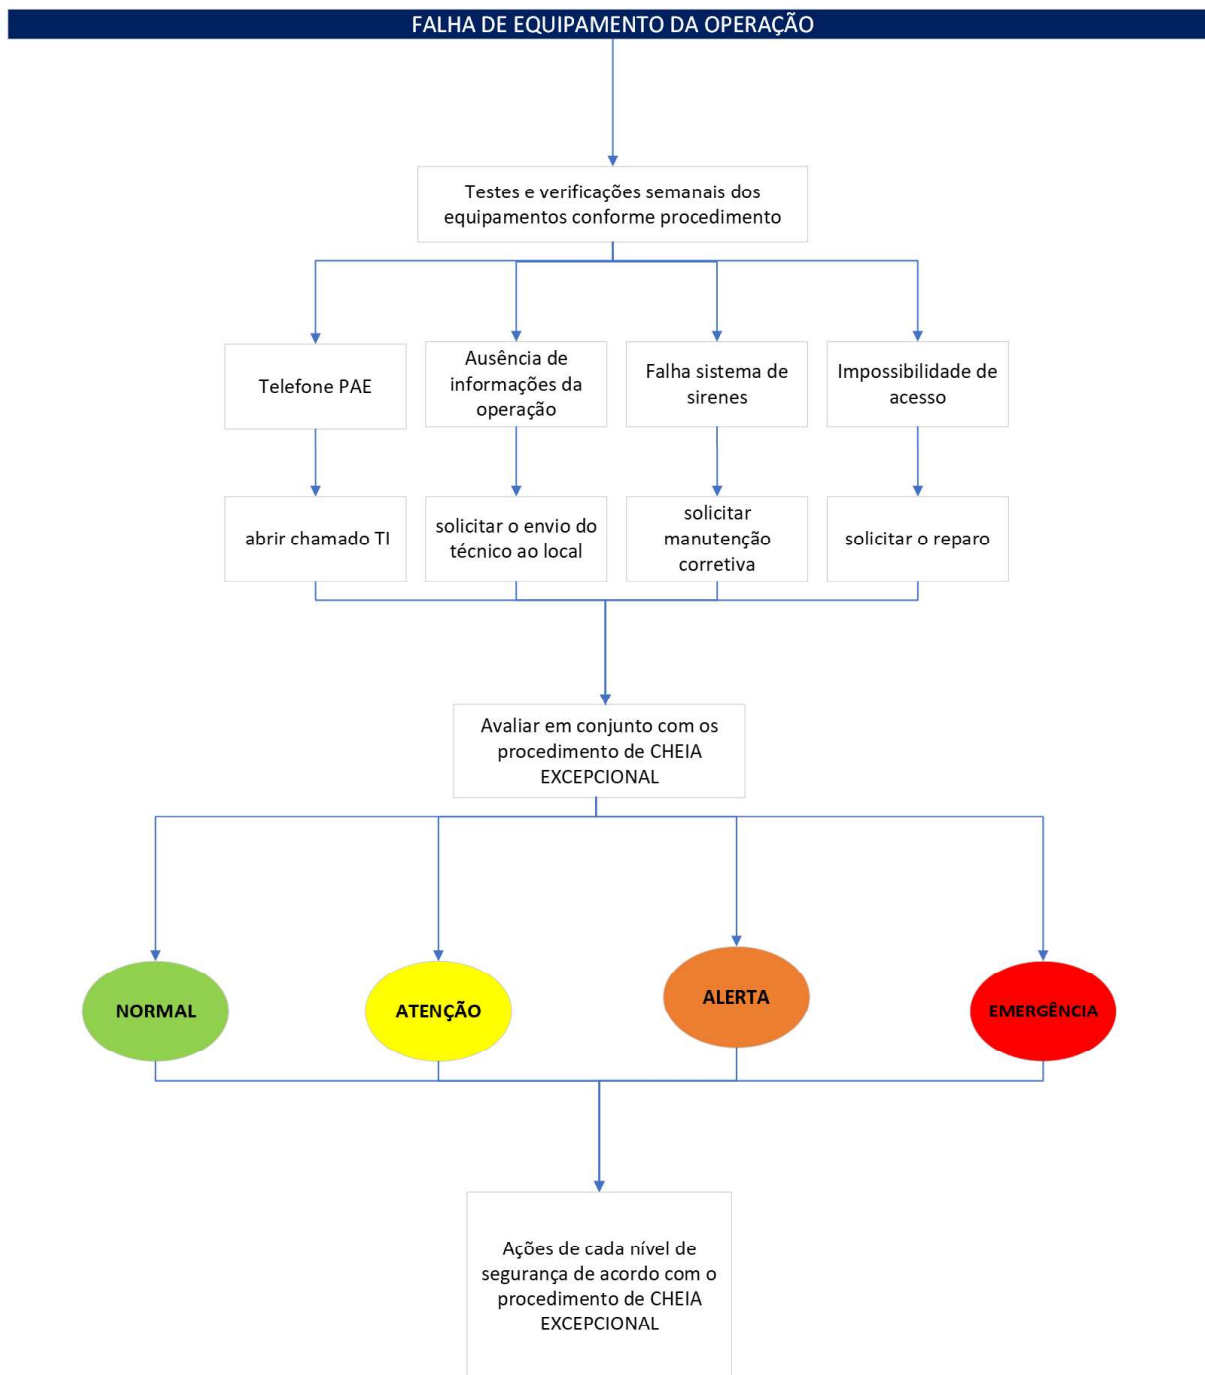 FALHA DE EQUIPAMENTO DA OPERAÇÃO
Testes e verificações semanais dos
equipamentos conforme procedimento
Telefone PAE
Ausência de
informações da
operação
Falha sistema de
sirenes
Impossibilidade de
acesso
abrir chamado TI
solicitar o envio do
técnico ao local
solicitar
manutenção
corretiva
solicitar o reparo
Avaliar em conjunto com os
procedimento de CHEIA
EXCEPCIONAL
NORMAL
ATENÇÃO
ALERTA
EMERGÊNCIA
Ações de cada nível de
segurança de acordo com o
procedimento de CHEIA
EXCEPCIONAL